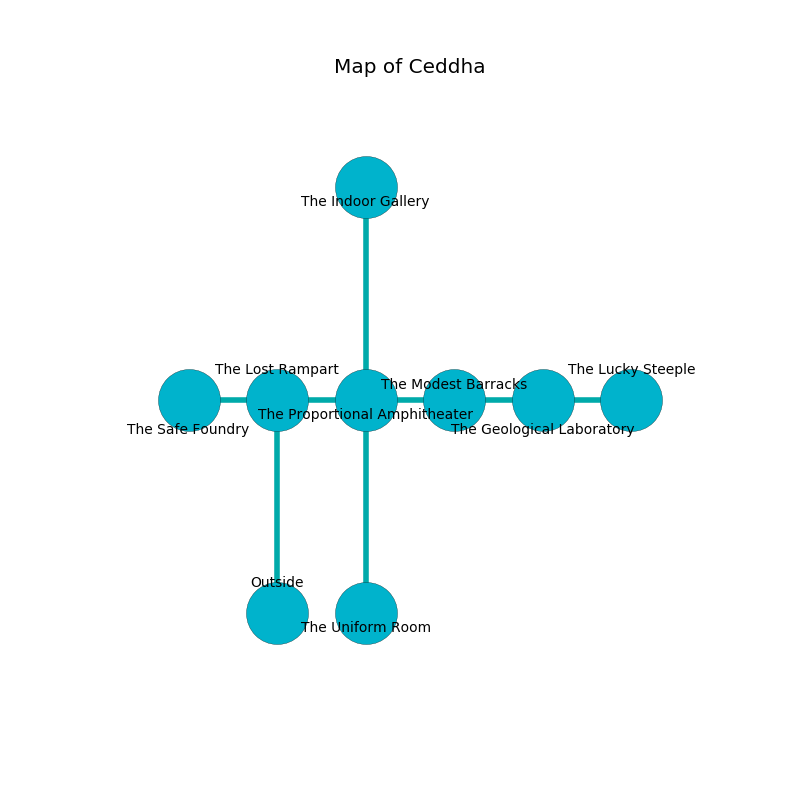 Map of Ceddha
The Indoor Gallery
The Lost Rampart
The Lucky Steeple
The Modest Barracks
The Proportional Amphitheater
The Safe Foundry
The Geological Laboratory
Outside
The Uniform Room